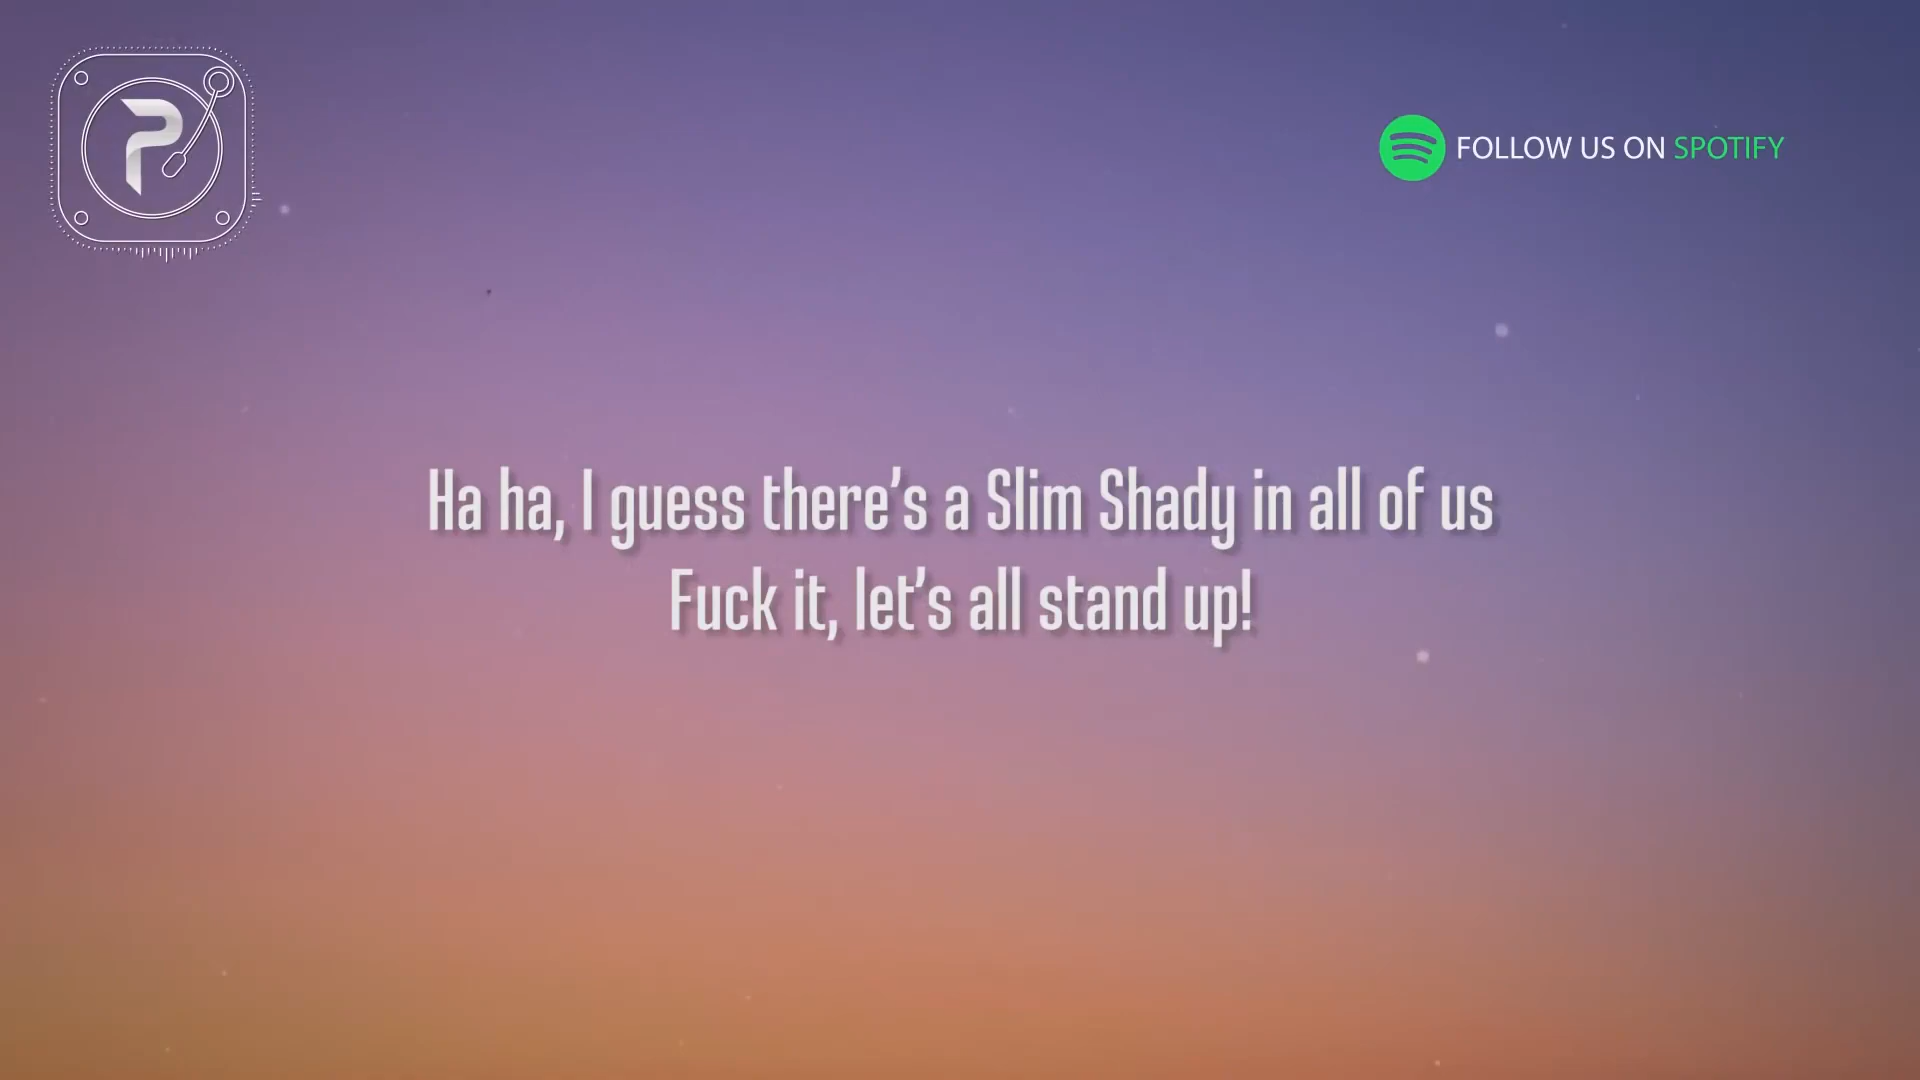 FOLLOW US ON SPOTIFY
Ha ha, I guess there's a Slim Shady in all of us
Fuck it, let's all stand up!